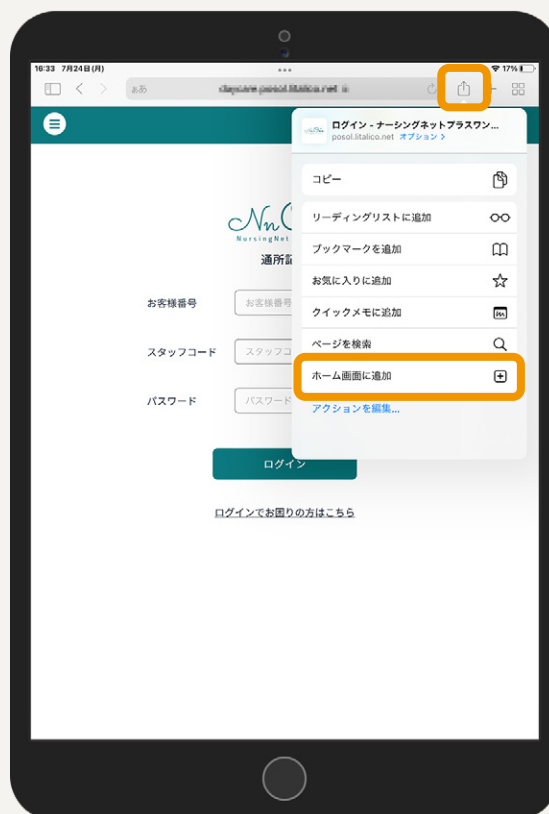 16:33 7月24日(月)
17%
ああ
ログイン - ナーシングネットプラスワン...
posol.litalico.net オプション >
コピー
リーディングリストに追加
ブックマークを追加
お気に入りに追加
クイックメモに追加
ページを検索
ホーム画面に追加
アクションを編集...
NursingNet
通所
お客様番号
お客様番号
スタッフコード
スタッフコ
パスワード
パスワード
ログイン
ログインでお困りの方はこちら